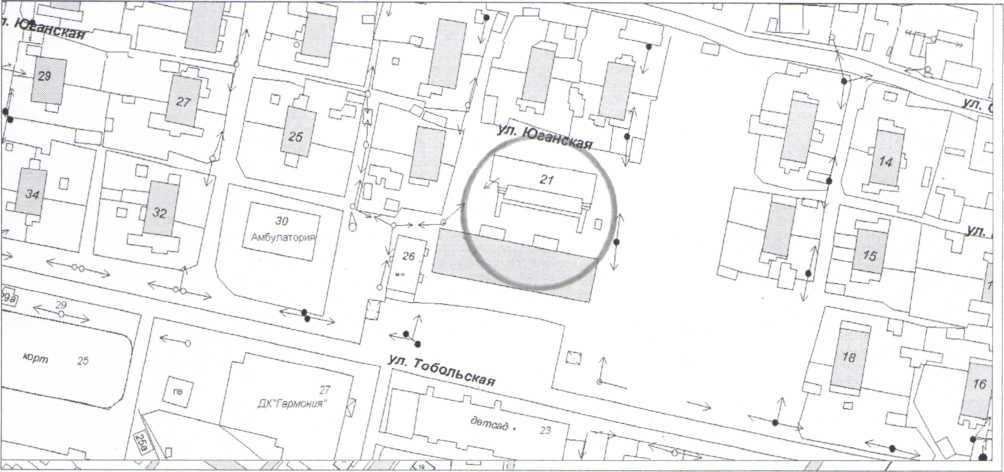 ул. Юганская
29
27
25
ул. Юганская
21
14
34
32
30
Амбулатория
26
15
29
корт 25
ул. Тобольская
18
16
27
ДК"Гармония"
детсад 23
25а